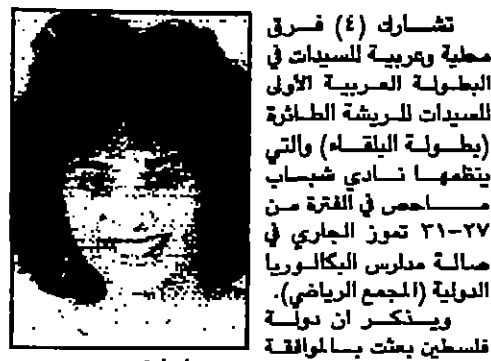 تشارك (٤) فرق
محلية وعربية للسيدات في
البطولة العربية الأولى
للسيدات للريشة الطائرة
(بطولة البلقاء) والتي
ينظمها نادي شباب
ماحص في الفترة من
٢٧-٣١ تموز الجاري في
صالة مدارس البكالوريا
الدولية (المجمع الرياضي).
ويذكر ان دولة
فلسطين بعثت بالموافقة